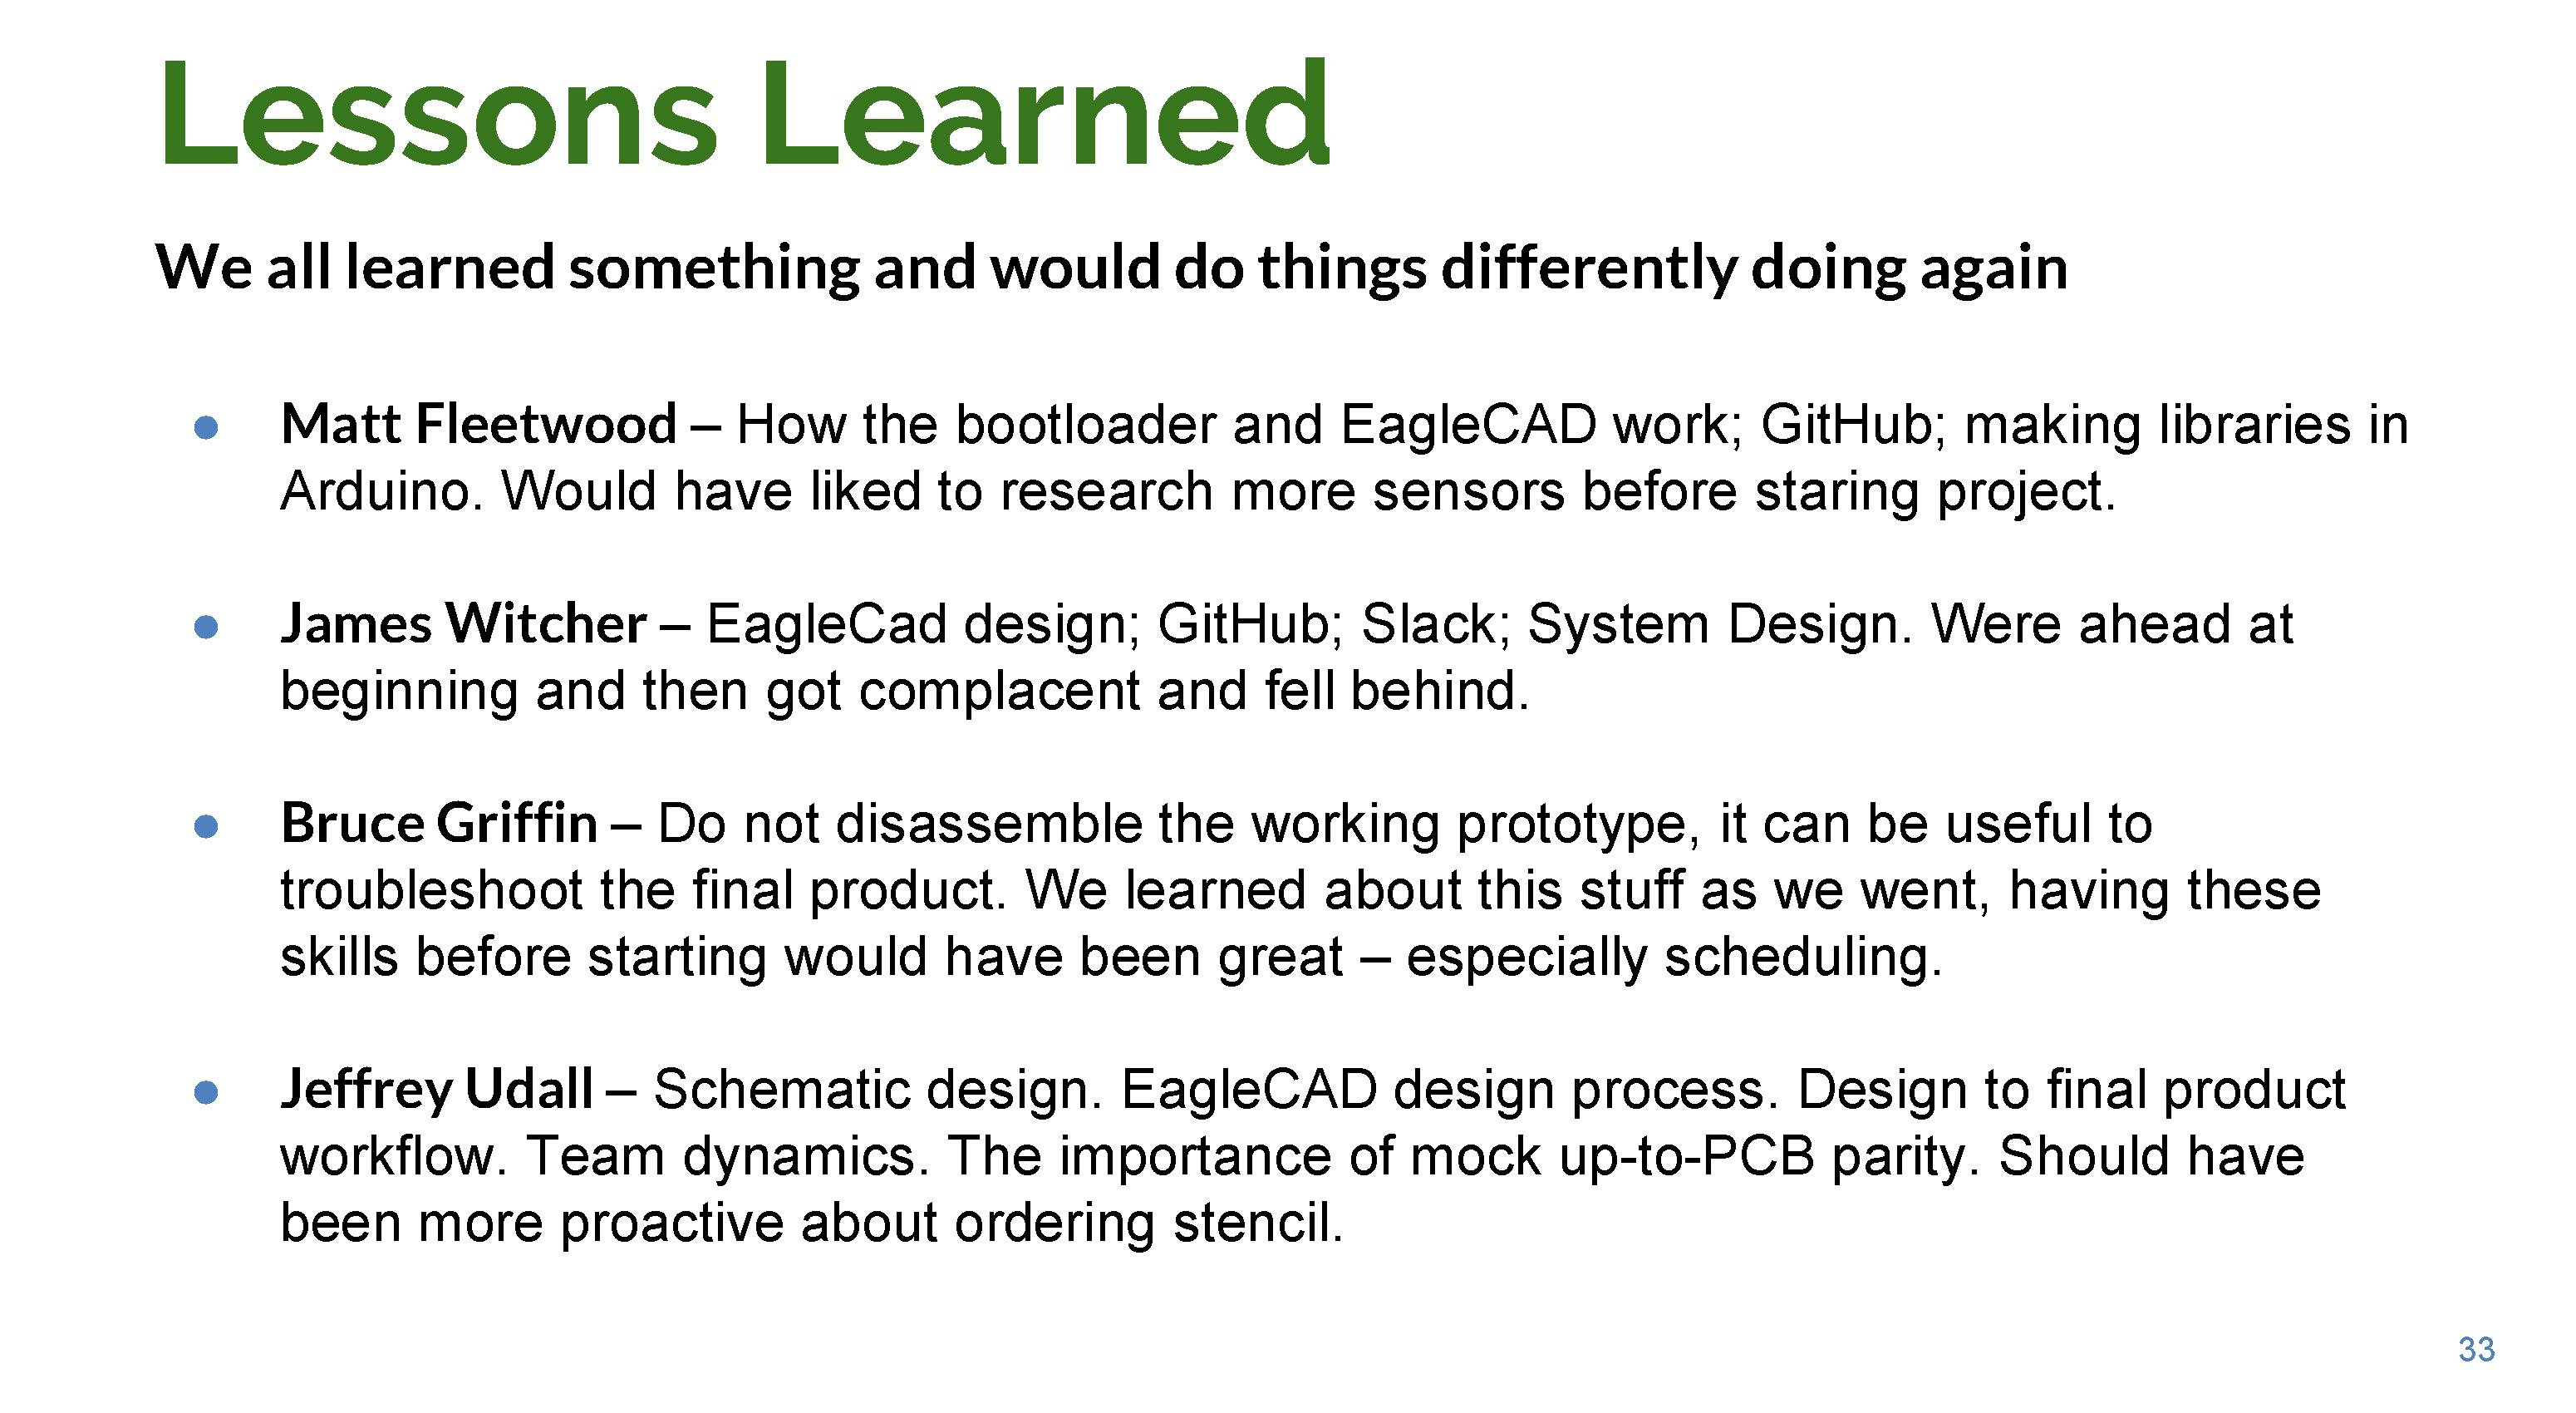 Lessons Learned
We all learned something and would do things differently doing again
● Matt Fleetwood – How the bootloader and EagleCAD work; GitHub; making libraries in
Arduino. Would have liked to research more sensors before staring project.
● James Witcher – EagleCad design; GitHub; Slack; System Design. Were ahead at
beginning and then got complacent and fell behind.
● Bruce Griffin – Do not disassemble the working prototype, it can be useful to
troubleshoot the final product. We learned about this stuff as we went, having these
skills before starting would have been great – especially scheduling.
● Jeffrey Udall – Schematic design. EagleCAD design process. Design to final product
workflow. Team dynamics. The importance of mock up-to-PCB parity. Should have
been more proactive about ordering stencil.
33